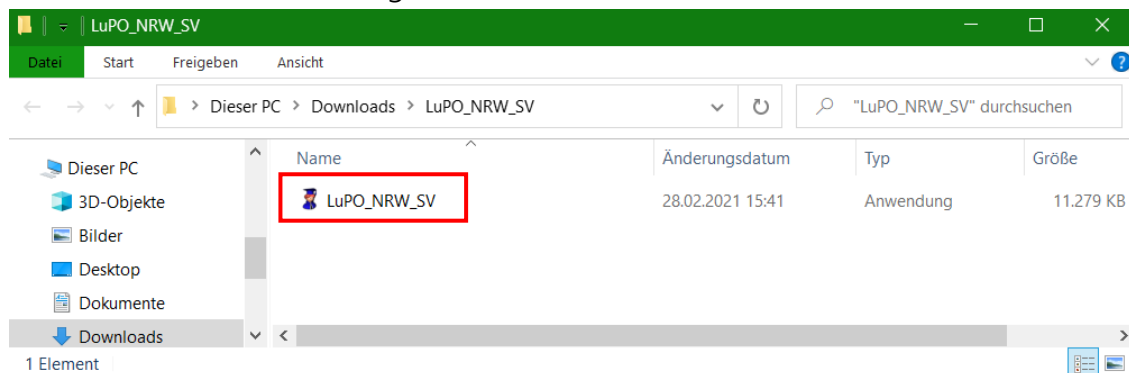 LuPO_NRW_SV
Datei Start Freigeben Ansicht
Dieser PC > Downloads > LuPO_NRW_SV "LuPO_NRW_SV" durchsuchen
Name Änderungsdatum Typ Größe
Dieser PC
3D-Objekte
LuPO_NRW_SV 28.02.2021 15:41 Anwendung 11.279 KB
Bilder
Desktop
Dokumente
Downloads
1 Element